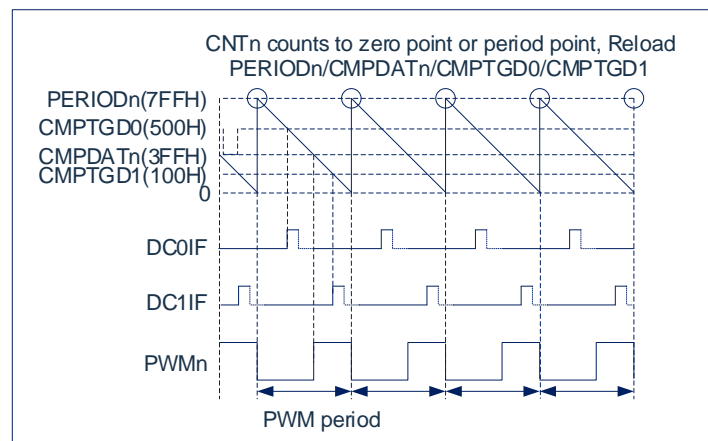 CNTn counts to zero point or period point, Reload
PERIODn/CMPDATn/CMPTGD0/CMPTGD1
PERIODn(7FFH)
CMPTGD0(500H)
CMPDATn(3FFH)
CMPTGD1(100H)
0
DC0IF
DC1IF
PWMn
PWM period